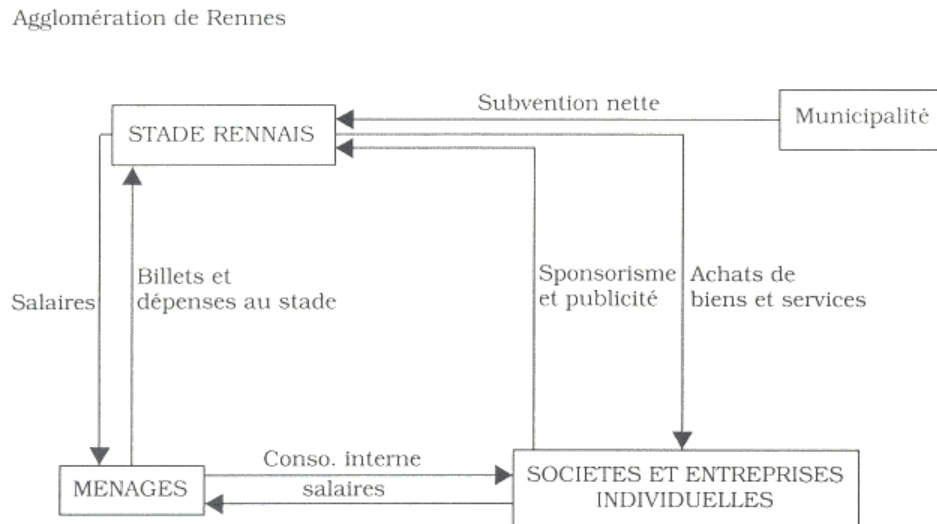 Agglomération de Rennes
Subvention nette
Municipalité
STADE RENNAIS
Billets et
dépenses au stade
Salaires
Sponsorisme
et publicité
Achats de
biens et services
Conso. interne
salaires
MENAGES
SOCIETES ET ENTREPRISES
INDIVIDUELLES